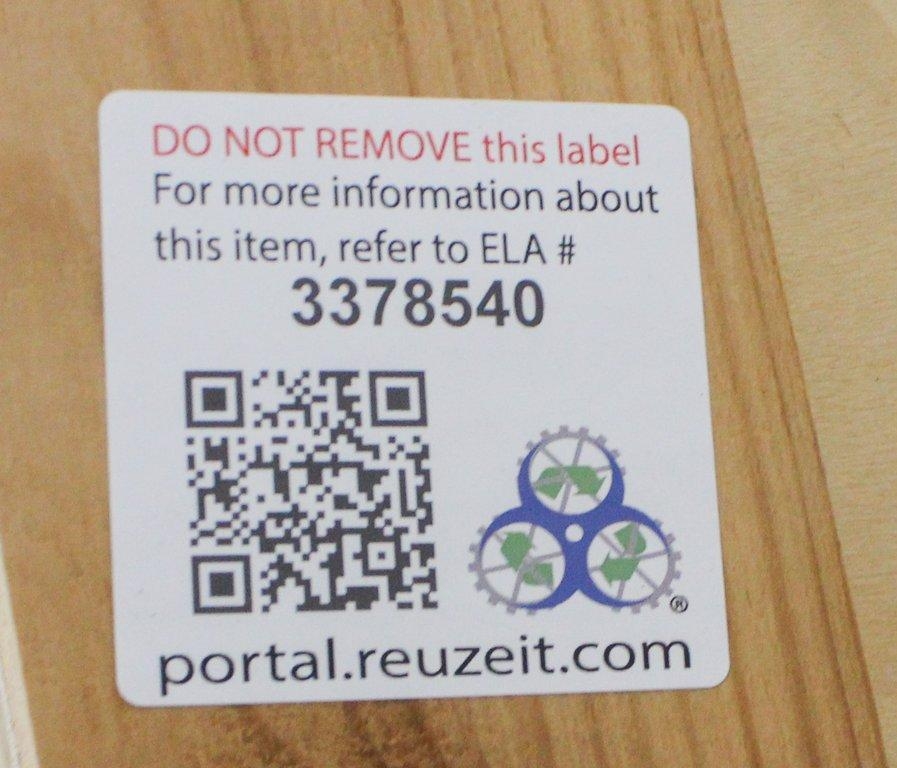 DO NOT REMOVE this label
For more information about
this item, refer to ELA #
3378540
®
portal.reuzeit.com